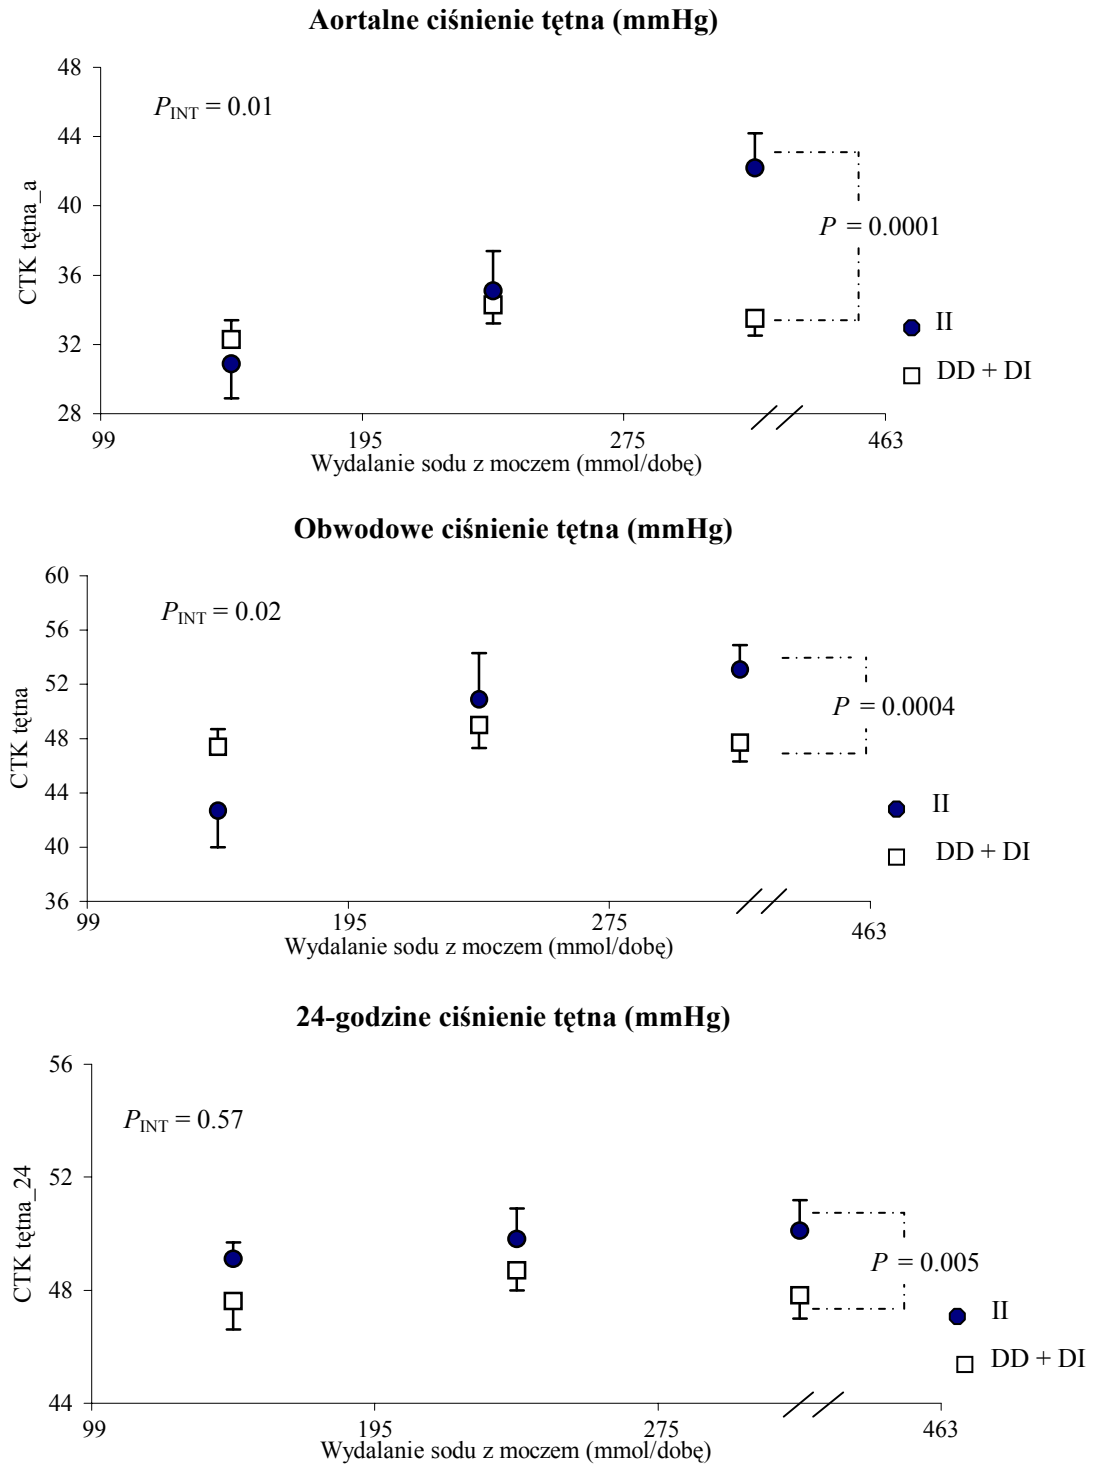 Aortalne ciśnienie tętna (mmHg)
48
P_INT = 0.01
44
40
CTK tętna_a
P = 0.0001
36
II
32
DD + DI
28
99 195 275 463
Wydalanie sodu z moczem (mmol/dobę)
Obwodowe ciśnienie tętna (mmHg)
60
P_INT = 0.02
56
52
P = 0.0004
CTK tętna
48
44
II
40
DD + DI
36
99 195 275 463
Wydalanie sodu z moczem (mmol/dobę)
24-godzine ciśnienie tętna (mmHg)
56
P_INT = 0.57
52
CTK tętna_24
P = 0.005
48
II
DD + DI
44
99 195 275 463
Wydalanie sodu z moczem (mmol/dobę)